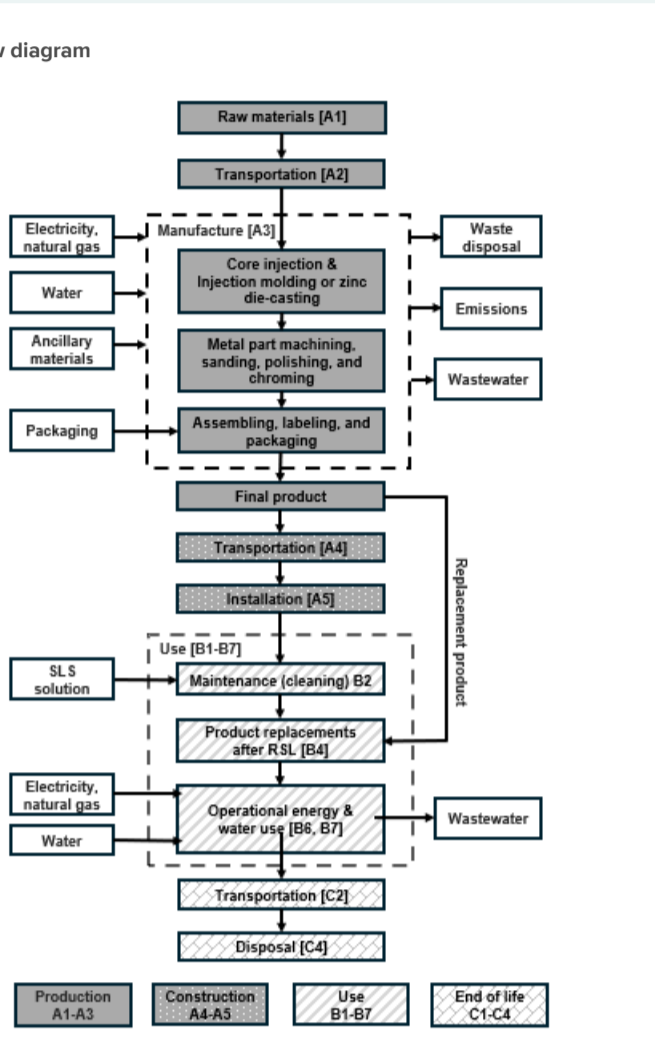 diagram
Raw materials [A1]
Transportation [A2]
Electricity,
natural gas
Manufacture [A3]
Waste
disposal
Core injection &
Injection molding or zinc
die-casting
Water
Emissions
Ancillary
materials
Metal part machining,
sanding, polishing, and
chroming
Wastewater
Packaging
Assembling, labeling, and
packaging
Final product
Transportation [A4]
Replacement product
Installation [A5]
Use [B1-B7]
SLS
solution
Maintenance (cleaning) B2
Product replacements
after RSL [B4]
Electricity,
natural gas
Operational energy &
water use [B6, B7]
Wastewater
Water
Transportation [C2]
Disposal [C4]
Production
A1-A3
Construction
A4-A5
Use
B1-B7
End of life
C1-C4